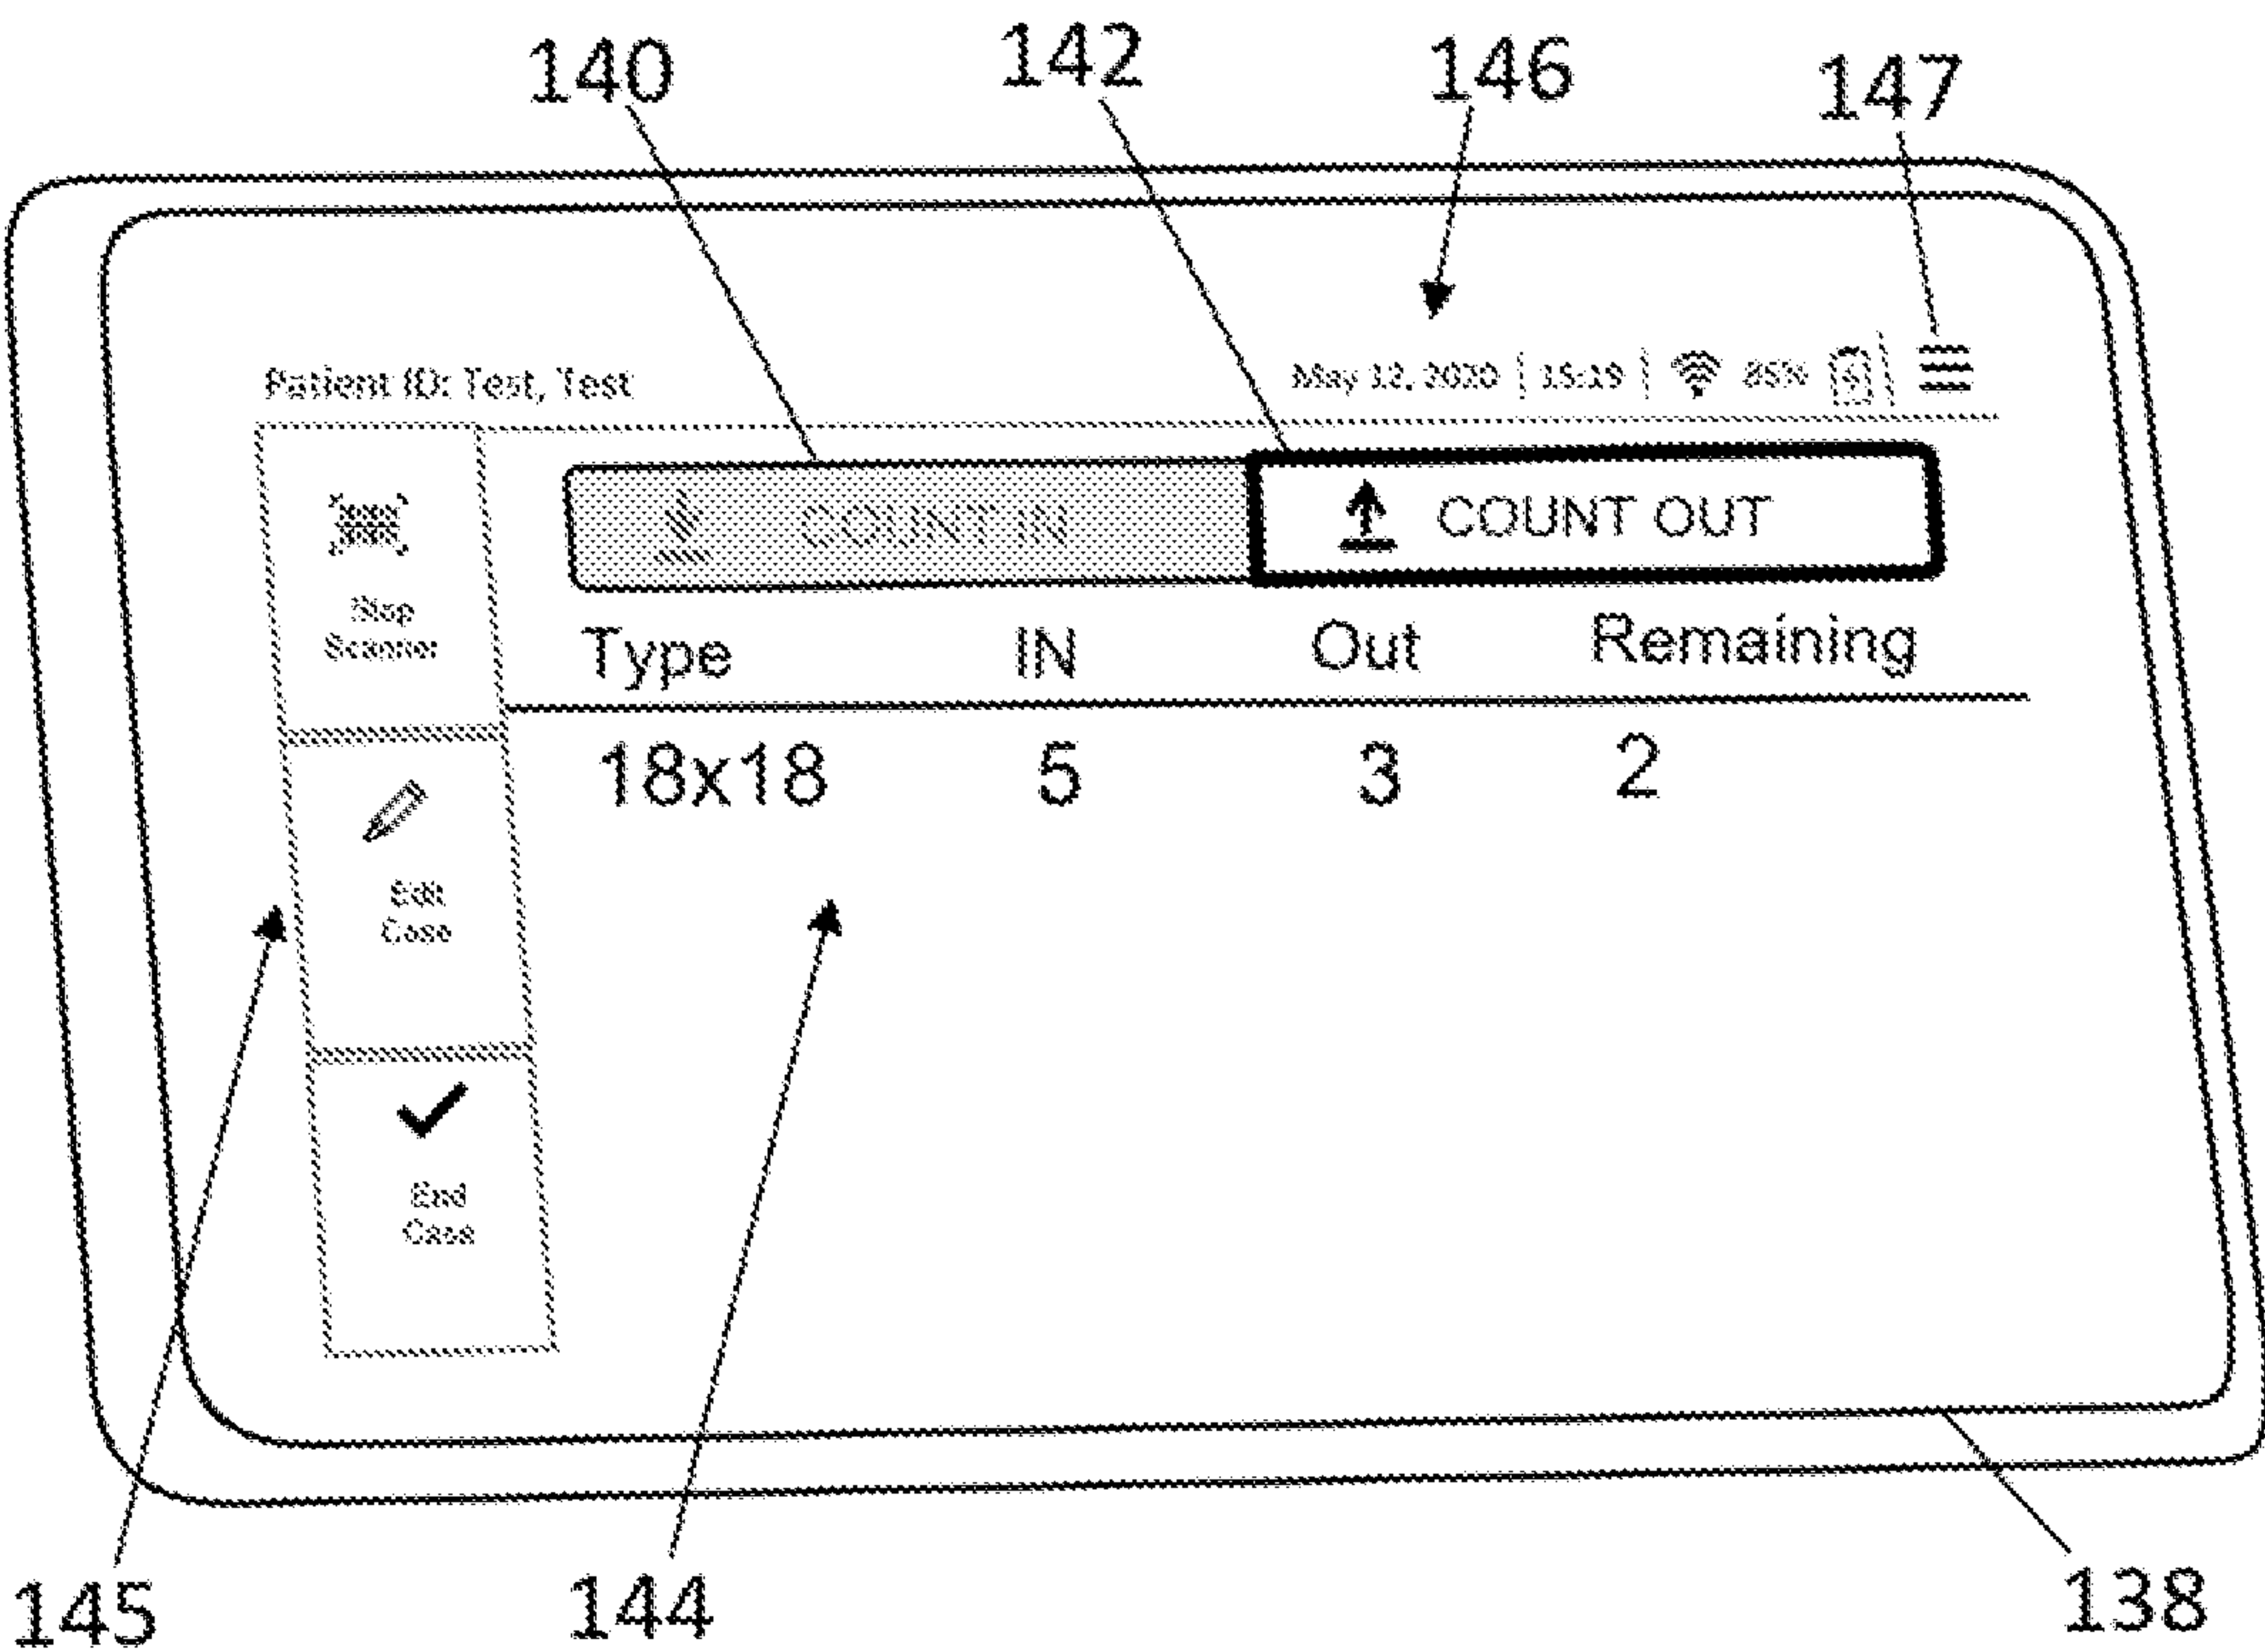 140 142 146 147
Patient ID: Test, Test
May 12, 2020 15:19 85%
COUNT IN COUNT OUT
Stop
Scanner
Type IN Out Remaining
18x18 5 3 2
Edit
Case
End
Case
145 144 138